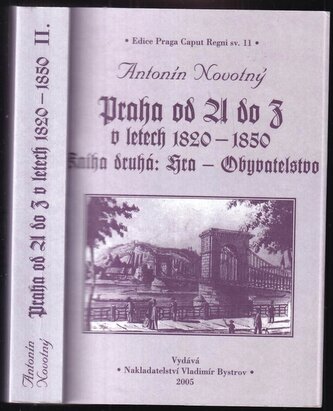 • Edice Praga Caput Regni sv. 11 •
Antonín Novotný
Praha od A do Z
v letech 1820 – 1850
Kniha druhá: Hra – Obyvatelstvo
Vydává
• Nakladatelství Vladimír Bystrov •
2005
Antonín
Novotný
Praha od A do Z v letech 1820 – 1850 II.